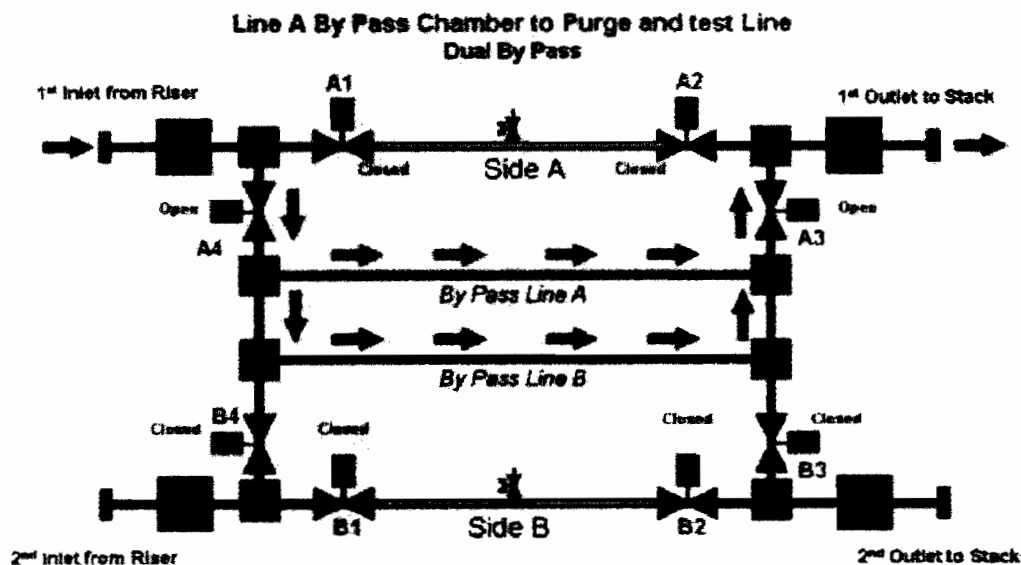 Line A By Pass Chamber to Purge and test Line
Dual By Pass
A1
A2
1st Inlet from Riser
1st Outlet to Stack
Closed
Side A
Closed
Open
Open
A4
A3
By Pass Line A
By Pass Line B
B4
Closed
Closed
Closed
Closed
B3
B1
Side B
B2
2nd Inlet from Riser
2nd Outlet to Stack